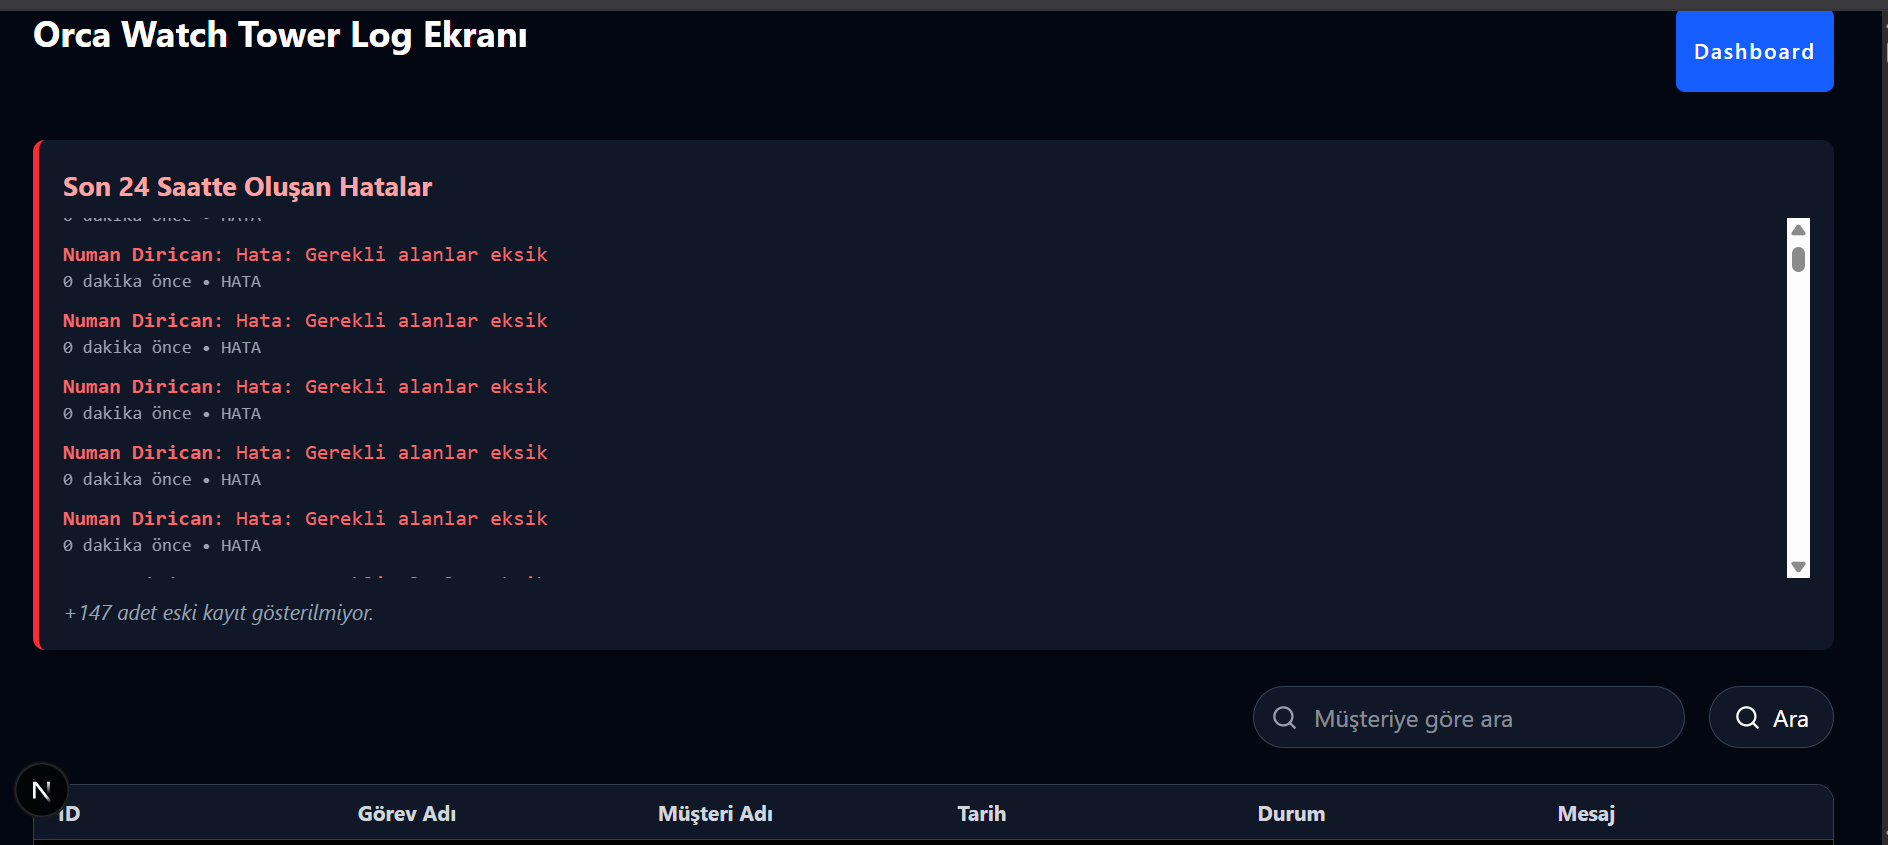 Orca Watch Tower Log Ekranı
Dashboard
Son 24 Saatte Oluşan Hatalar
0 dakika önce • HATA
Numan Dirican: Hata: Gerekli alanlar eksik
0 dakika önce • HATA
Numan Dirican: Hata: Gerekli alanlar eksik
0 dakika önce • HATA
Numan Dirican: Hata: Gerekli alanlar eksik
0 dakika önce • HATA
Numan Dirican: Hata: Gerekli alanlar eksik
0 dakika önce • HATA
Numan Dirican: Hata: Gerekli alanlar eksik
0 dakika önce • HATA
+147 adet eski kayıt gösterilmiyor.
Müşteriye göre ara
Ara
N
ID Görev Adı Müşteri Adı Tarih Durum Mesaj